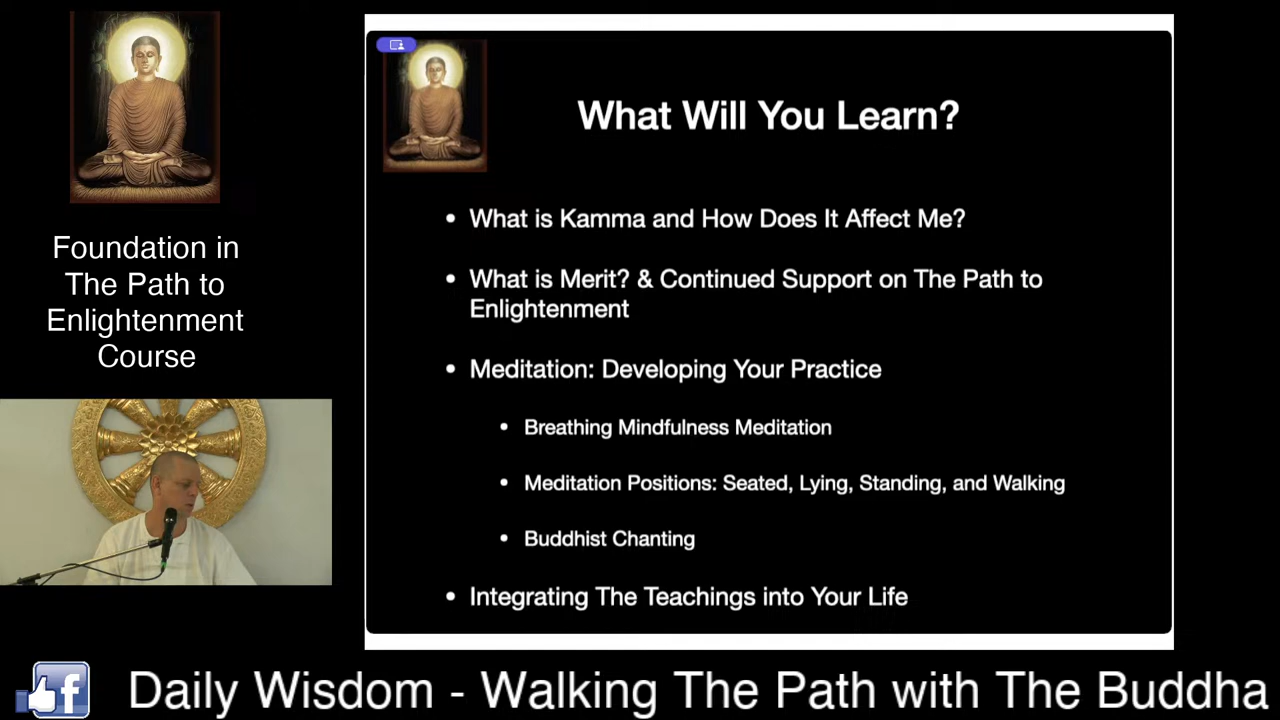 Foundation in
The Path to
Enlightenment
Course
What Will You Learn?
• What is Kamma and How Does It Affect Me?
• What is Merit? & Continued Support on The Path to
Enlightenment
• Meditation: Developing Your Practice
• Breathing Mindfulness Meditation
• Meditation Positions: Seated, Lying, Standing, and Walking
• Buddhist Chanting
• Integrating The Teachings into Your Life
f Daily Wisdom - Walking The Path with The Buddha